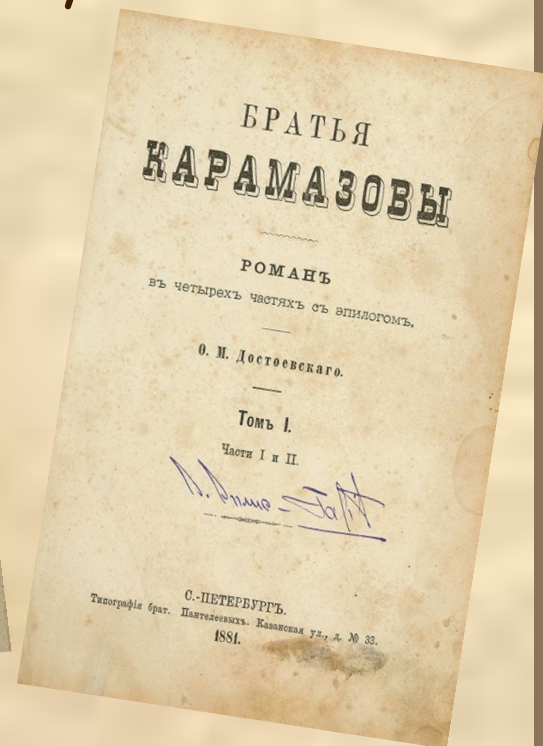 БРАТЬЯ
КАРАМАЗОВЫ
РОМАНЪ
въ четырехъ частяхъ съ эпилогомъ.
Ѳ. М. Достоевскаго.
Томъ I.
Части I и II.
С.-ПЕТЕРБУРГЪ.
Типографія брат. Пантелеевыхъ. Казанская ул., д. № 33.
1881.